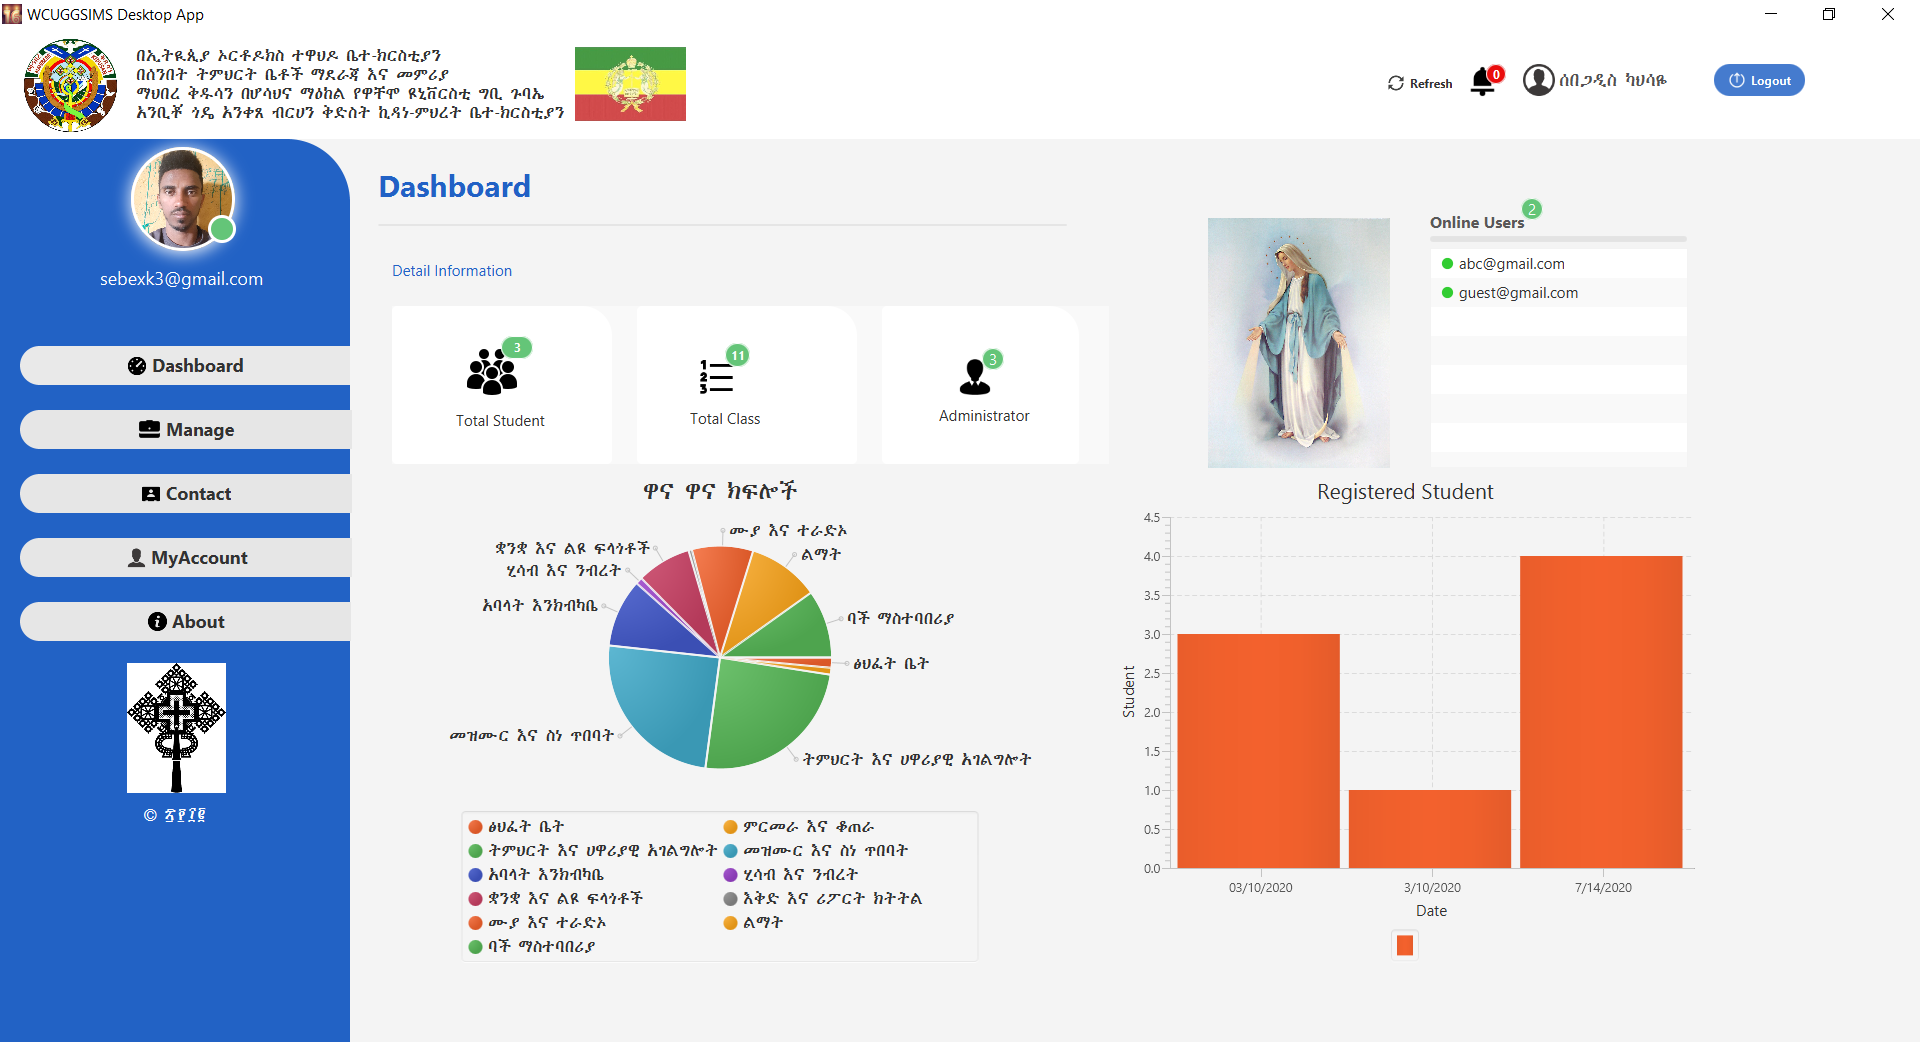 WCUGGSIMS Desktop App
በኢትዪጲያ ኦርቶዶክስ ተዋህዶ ቤተ-ክርስቲያን
በሰንበት ትምህርት ቤቶች ማደራጃ እና መምሪያ
ማህበረ ቅዱሳን በሆሳህና ማዕከል የዋቸሞ ዩኒቨርስቲ ግቢ ጉባኤ
አንቢቾ ጎዴ አንቀጸ ብርሀን ቅድስት ኪዳነ-ምህረት ቤተ-ክርስቲያን
Refresh
0
ሰበጋዲስ ካህሳዬ
Logout
sebexk3@gmail.com
Dashboard
Manage
Contact
MyAccount
About
© ፳፻፲፪
Dashboard
Detail Information
3
Total Student
11
Total Class
3
Administrator
Online Users
2
abc@gmail.com
guest@gmail.com
ዋና ዋና ክፍሎች
ሙያ እና ተራድኦ
ቋንቋ እና ልዩ ፍላጎቶች
ልማት
ሂሳብ እና ንብረት
አባላት እንክብካቤ
ባች ማስተባበሪያ
ፅህፈት ቤት
መዝሙር እና ስነ ጥበባት
ትምህርት እና ሀዋሪያዊ አገልግሎት
ፅህፈት ቤት
ምርመራ እና ቆጠራ
ትምህርት እና ሀዋሪያዊ አገልግሎት
መዝሙር እና ስነ ጥበባት
አባላት እንክብካቤ
ሂሳብ እና ንብረት
ቋንቋ እና ልዩ ፍላጎቶች
እቅድ እና ሪፖርት ክትትል
ሙያ እና ተራድኦ
ልማት
ባች ማስተባበሪያ
Registered Student
4.5
4.0
3.5
3.0
2.5
2.0
1.5
1.0
0.5
0.0
Student
03/10/2020
3/10/2020
7/14/2020
Date